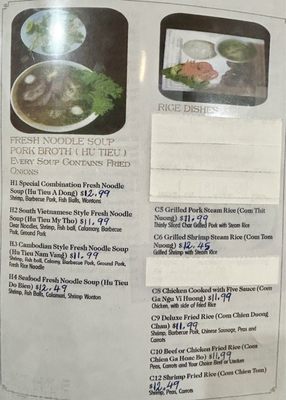 FRESH NOODLE SOUP
PORK BROTH ( HU TIEU )
EVERY SOUP CONTAINS FRIED
ONIONS
H1 Special Combination Fresh Noodle
Soup (Hu Tieu A Dong) $12.99
Shrimp, Barbecue Pork, Fish Balls, Wontons
H2 South Vietnamese Style Fresh Noodle
Soup (Hu Tieu My Tho) $11.99
Clear Noodles, Shrimp, Fish ball, Calamary, Barbecue
Pork, Ground Pork
H3 Cambodian Style Fresh Noodle Soup
(Hu Tieu Nam Vang) $11.99
Shrimp, Fish ball, Calamy, Barbecue Pork, Ground Pork,
Fresh Rice Noodle
H4 Seafood Fresh Noodle Soup (Hu Tieu
Do Bien) $12.49
Shrimp, Fish Balls, Calamari, Shrimp Wonton
RICE DISHES
C5 Grilled Pork Steam Rice (Com Thit
Nuong) $11.99
Thinly Sliced Char Grilled Pork with Steam Rice
C6 Grilled Shrimp Steam Rice (Com Tom
Nuong) $12.45
Grilled Shrimp with Steam Rice
C8 Chicken Cooked with Five Sauce (Com
Ga Ngu Vi Huong) $11.99
Chicken, with side of Fried Rice
C9 Deluxe Fried Rice (Com Chien Duong
Chau) $11.99
Shrimp, Barbecue Pork, Chinese Sausage, Peas and
Carrots
C10 Beef or Chicken Fried Rice (Com
Chien Ga Hoac Bo) $11.99
Peas, Carrots and Your Choice Beef or Chicken
C12 Shrimp Fried Rice (Com Chien Tom)
$12.49
Shrimp, Peas, Carrots